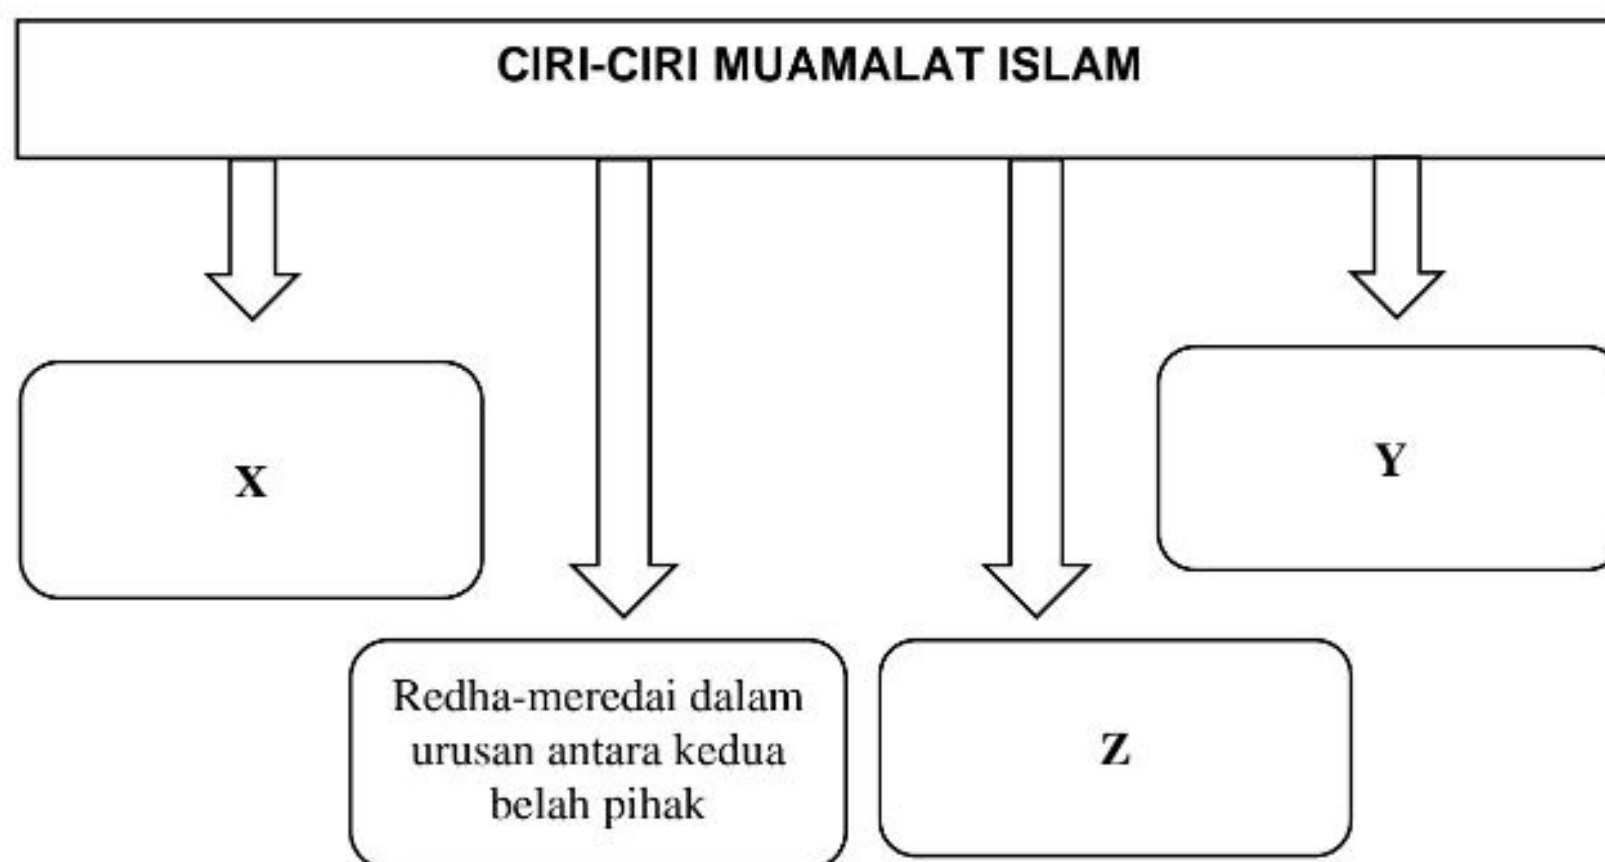 CIRI-CIRI MUAMALAT ISLAM
X
Y
Redha-meredai dalam
urusan antara kedua
belah pihak
Z